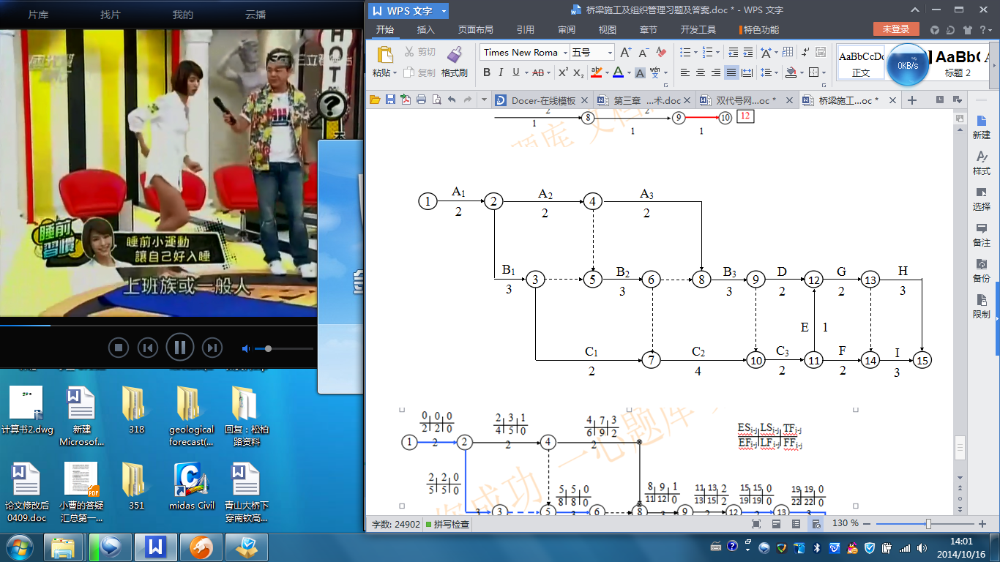 片库 找片 我的 云播
HOT
?
三立
睡前
習慣
睡前小運動
讓自己好入睡
上班族或一般人
计算书2.dwg
新建
Microsof...
318
geological
forecast(...
回复：松柏
路资料
论文修改后
0409.doc
小曹的答疑
汇总第一...
351
midas Civil
青山大桥下
穿南钦高...
WPS 文字
桥梁施工及组织管理习题及答案.doc * - WPS 文字
开始 插入 页面布局 引用 审阅 视图 章节 开发工具 特色功能 未登录
粘贴 剪切 复制 格式刷
Times New Roma 五号
AaBbCcDd 正文
0KB/s
AaBbC 标题 2
Docer-在线模板 第三章 ...术.doc 双代号网...oc * 桥梁施工...oc *
新建
样式
选择
备注
备份
限制
2 2
8 9 10 12
1 1 1
1 A1 2 A2 4 A3
2 2 2
B1 3 5 B2 6 8 B3 9 D 12 G 13 H
3 3 3 2 2 3
E 1
C1 7 C2 10 C3 11 F 14 I 15
2 4 2 2 3
0 0 0
2 2 0
2 3 1
4 5 0
4 7 3
6 9 2
ESi-j LSi-j TFi-j
EFi-j LFi-j FFi-j
1 2 2 2 4 2
2 2 0
5 5 0
5 5 0
8 8 0
8 9 1
11 12 0
11 13 2
13 15 2
15 15 0
19 19 0
19 19 0
22 22 0
3 3 5 3 6 8 3 9 2 12 2 13 3
字数: 24902 拼写检查 130 %
14:01
2014/10/16